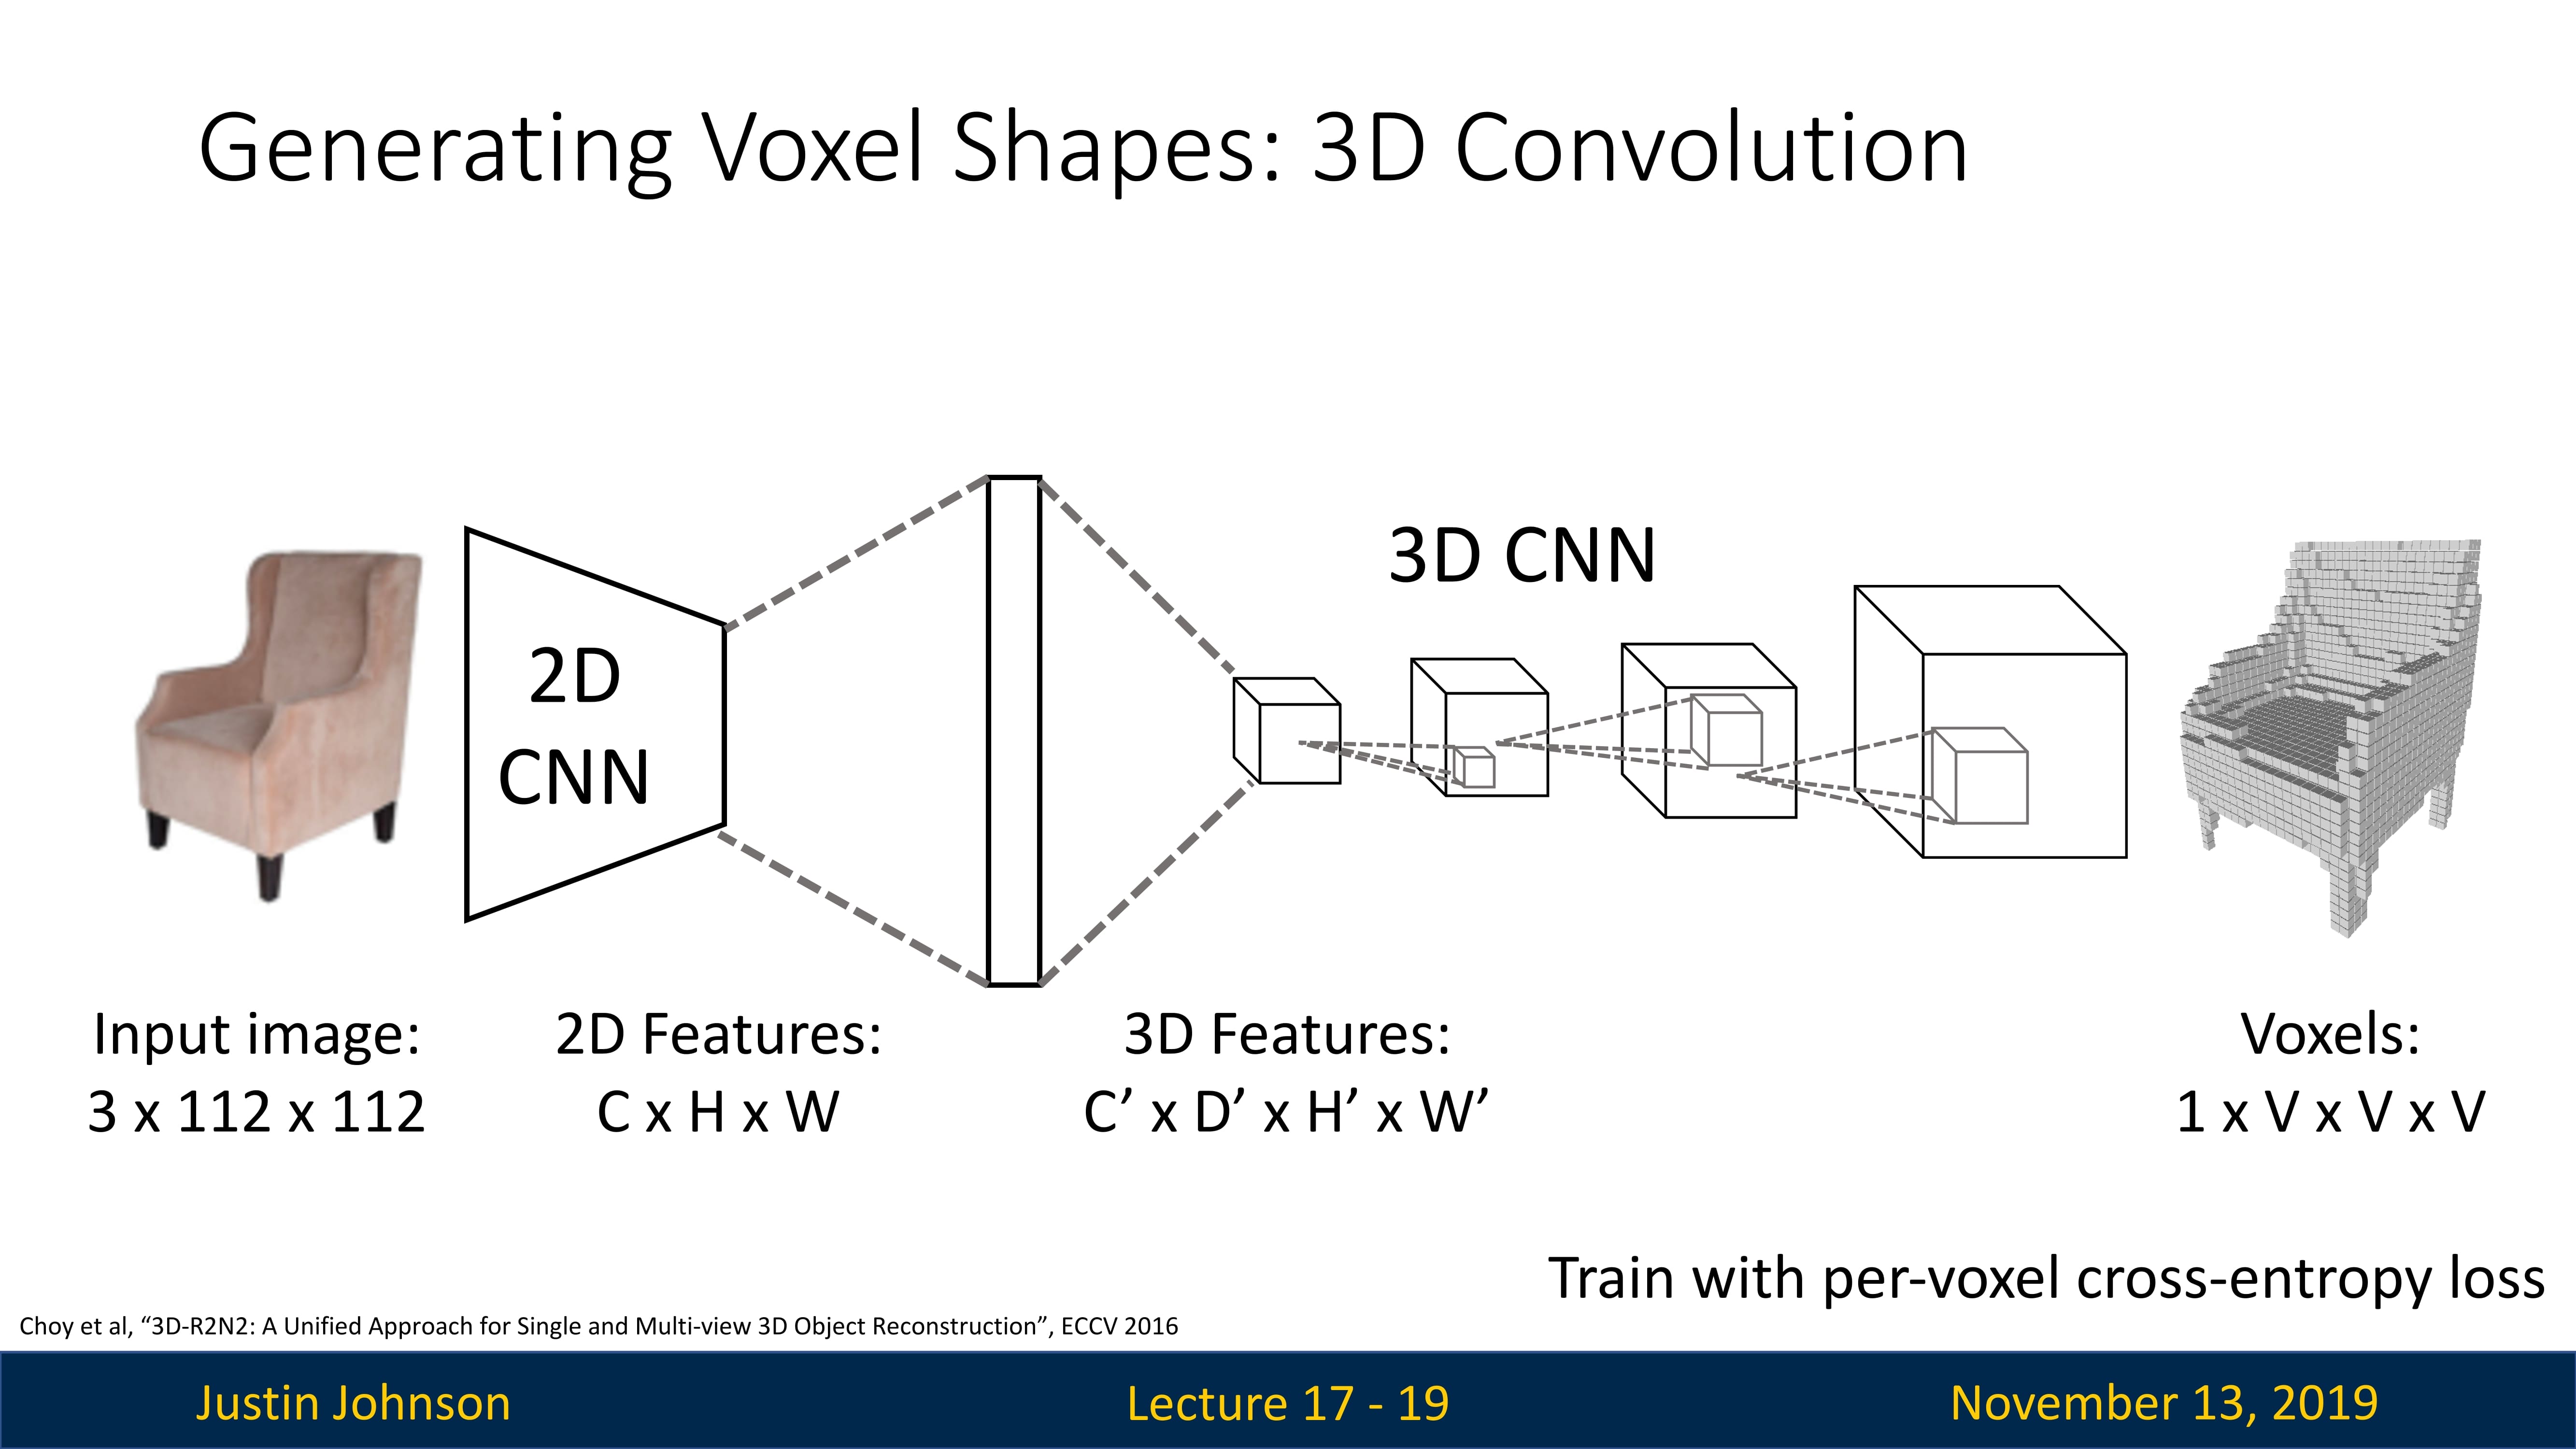 Generating Voxel Shapes: 3D Convolution
3D CNN
2D
CNN
Input image:
3 x 112 x 112
2D Features:
C x H x W
3D Features:
C’ x D’ x H’ x W’
Voxels:
1 x V x V x V
Train with per-voxel cross-entropy loss
Choy et al, “3D-R2N2: A Unified Approach for Single and Multi-view 3D Object Reconstruction”, ECCV 2016
Justin Johnson
Lecture 17 - 19
November 13, 2019